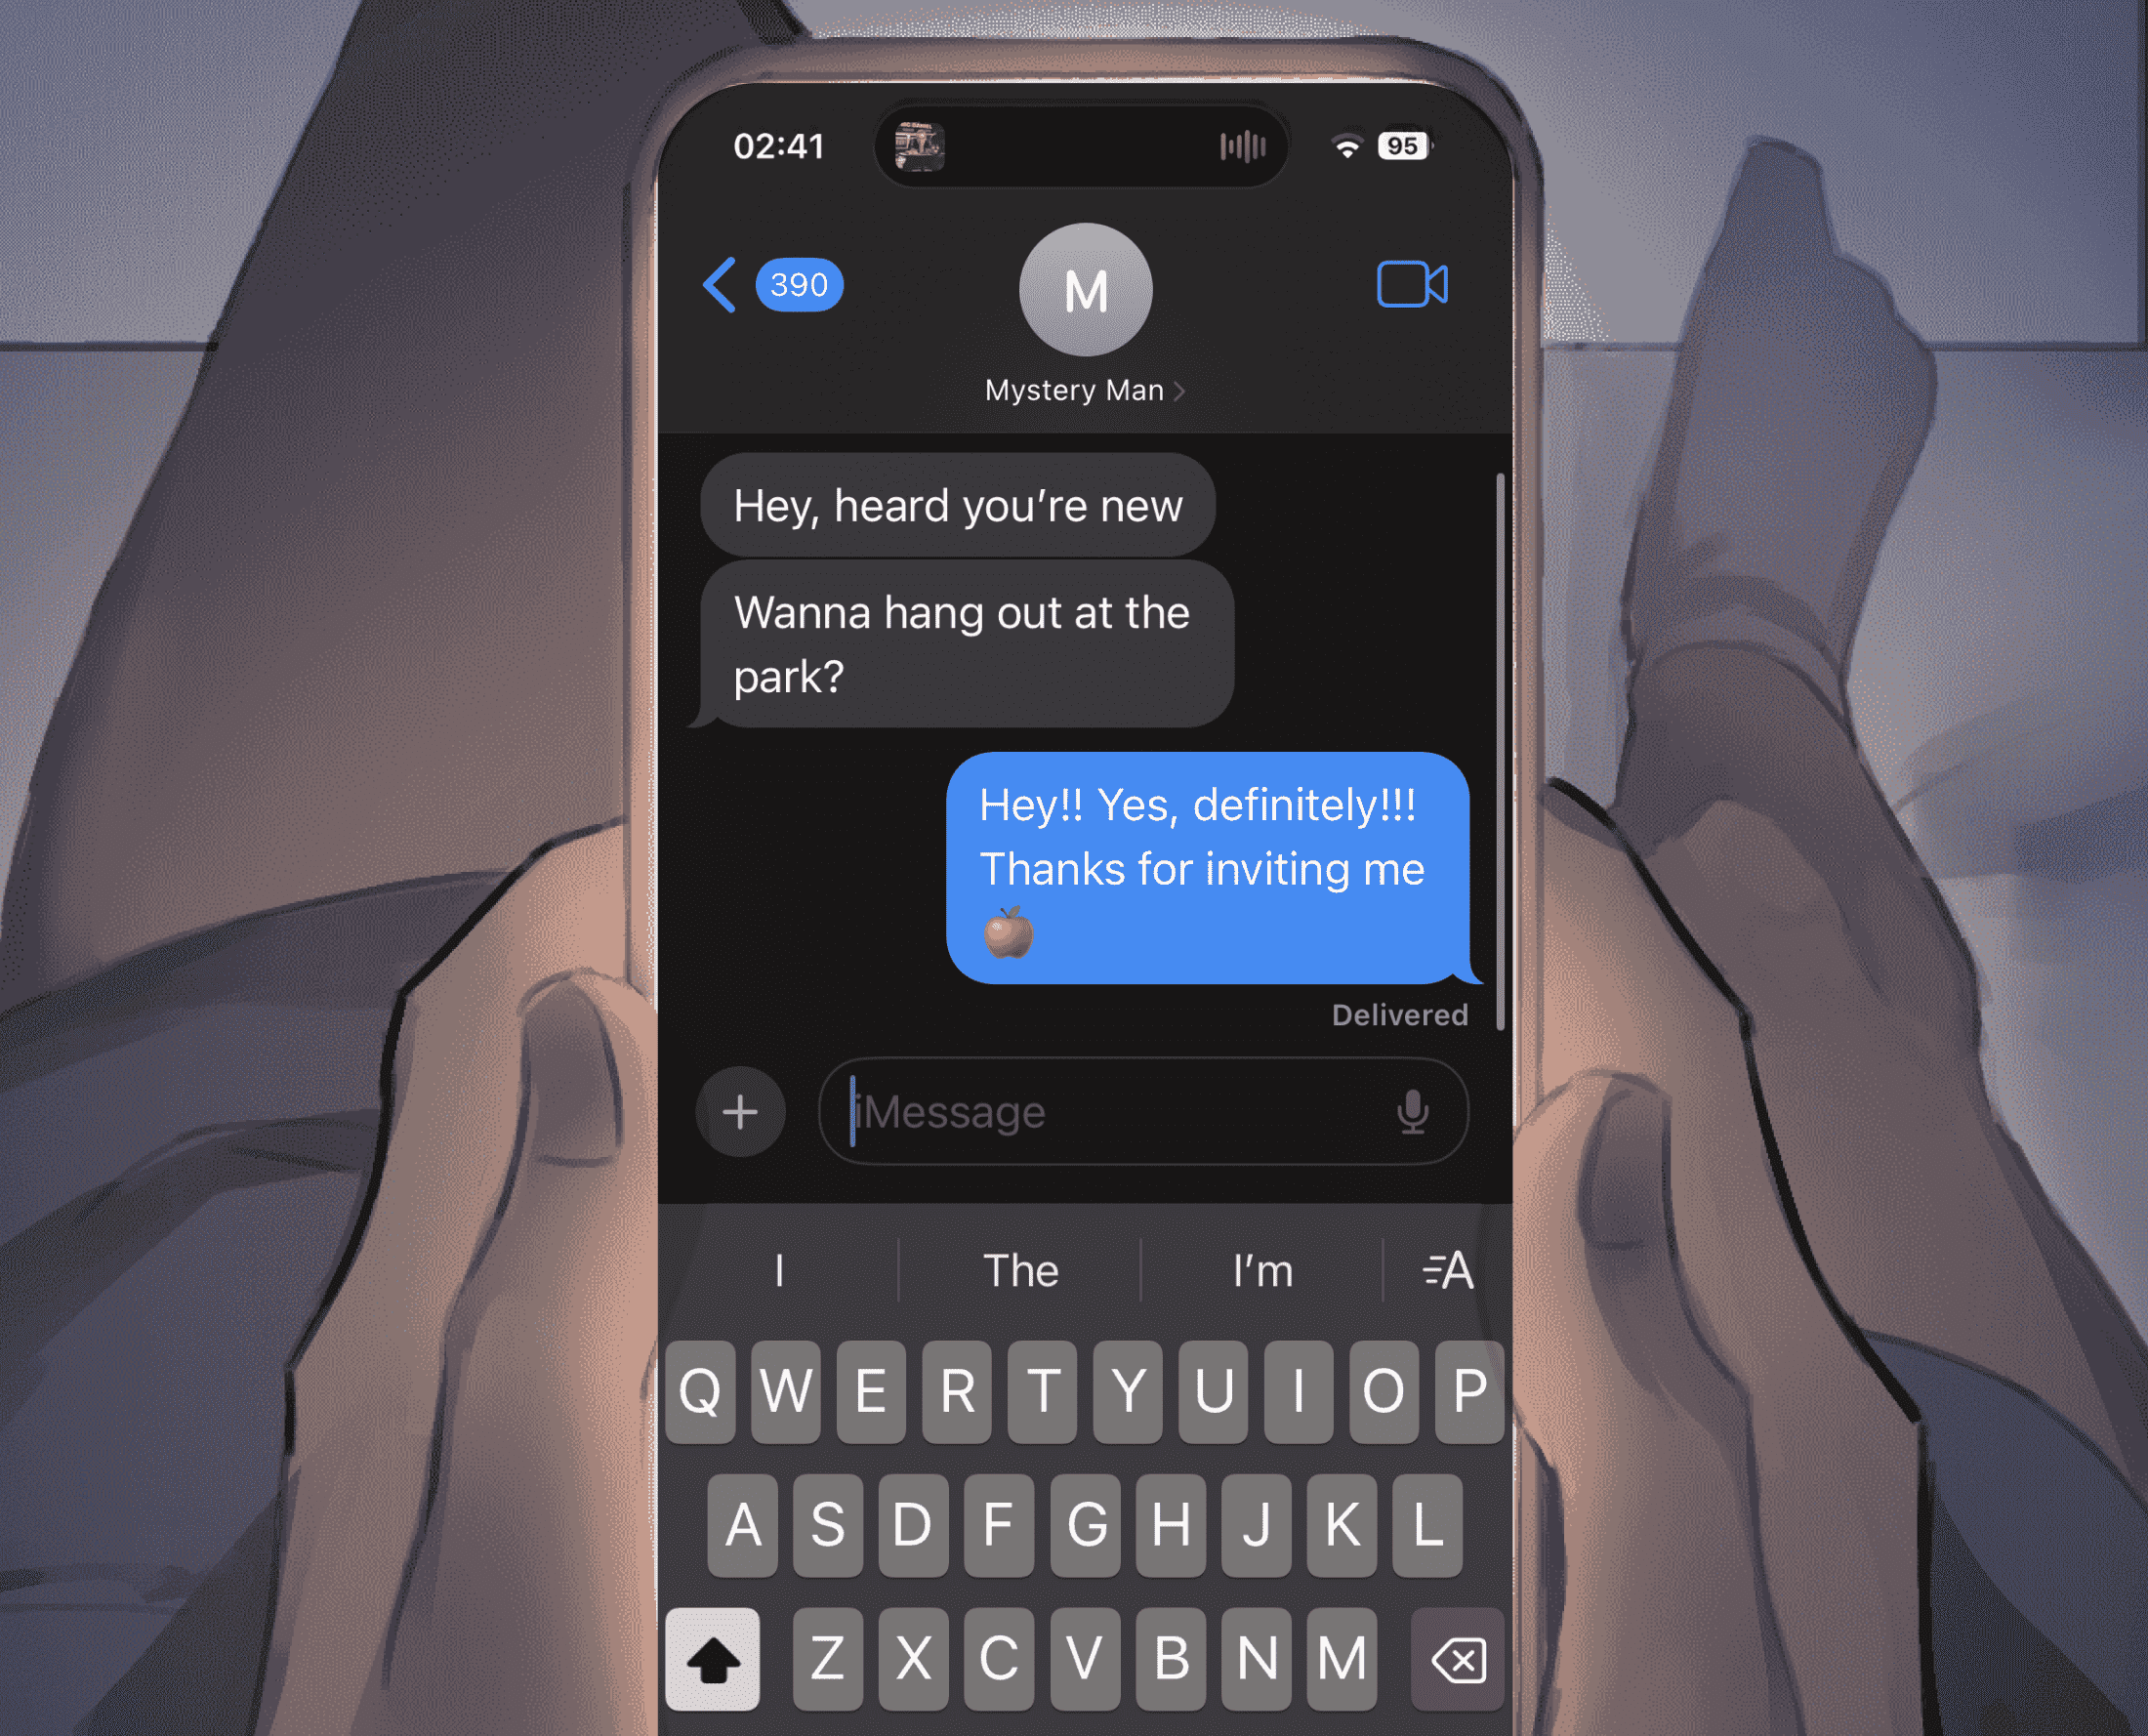 02:41
95
390
M
Mystery Man
Hey, heard you’re new
Wanna hang out at the
park?
Hey!! Yes, definitely!!!
Thanks for inviting me
🍎
Delivered
iMessage
I The I’m A
Q W E R T Y U I O P
A S D F G H J K L
Z X C V B N M